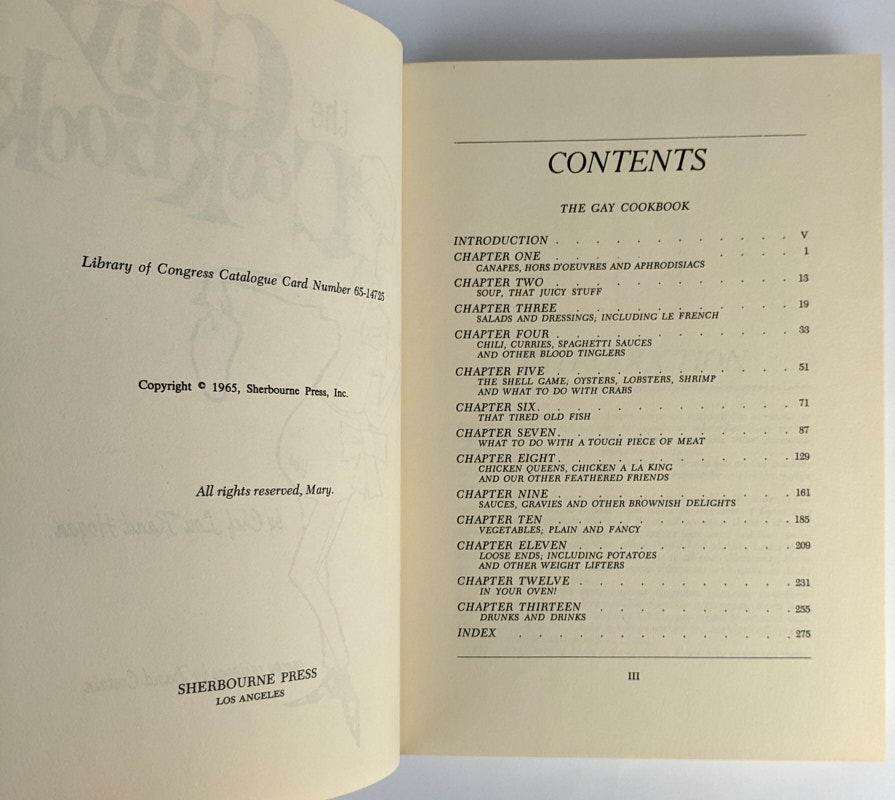 Library of Congress Catalogue Card Number 65-14725
Copyright © 1965, Sherbourne Press, Inc.
All rights reserved, Mary.
SHERBOURNE PRESS
LOS ANGELES
CONTENTS
THE GAY COOKBOOK
INTRODUCTION . . . . . . . . . . . . V
CHAPTER ONE . . . . . . . . . . . . 1
CANAPES, HORS D'OEUVRES AND APHRODISIACS
CHAPTER TWO . . . . . . . . . . . . 13
SOUP, THAT JUICY STUFF
CHAPTER THREE . . . . . . . . . . . 19
SALADS AND DRESSINGS; INCLUDING LE FRENCH
CHAPTER FOUR . . . . . . . . . . . . 33
CHILI, CURRIES, SPAGHETTI SAUCES
AND OTHER BLOOD TINGLERS
CHAPTER FIVE . . . . . . . . . . . . 51
THE SHELL GAME; OYSTERS, LOBSTERS, SHRIMP
AND WHAT TO DO WITH CRABS
CHAPTER SIX . . . . . . . . . . . . 71
THAT TIRED OLD FISH
CHAPTER SEVEN . . . . . . . . . . . 87
WHAT TO DO WITH A TOUGH PIECE OF MEAT
CHAPTER EIGHT . . . . . . . . . . . 129
CHICKEN QUEENS, CHICKEN A LA KING
AND OUR OTHER FEATHERED FRIENDS
CHAPTER NINE . . . . . . . . . . . . 161
SAUCES, GRAVIES AND OTHER BROWNISH DELIGHTS
CHAPTER TEN . . . . . . . . . . . . 185
VEGETABLES; PLAIN AND FANCY
CHAPTER ELEVEN . . . . . . . . . . . 209
LOOSE ENDS; INCLUDING POTATOES
AND OTHER WEIGHT LIFTERS
CHAPTER TWELVE . . . . . . . . . . . 231
IN YOUR OVEN!
CHAPTER THIRTEEN . . . . . . . . . . 255
DRUNKS AND DRINKS
INDEX . . . . . . . . . . . . . . 275
III